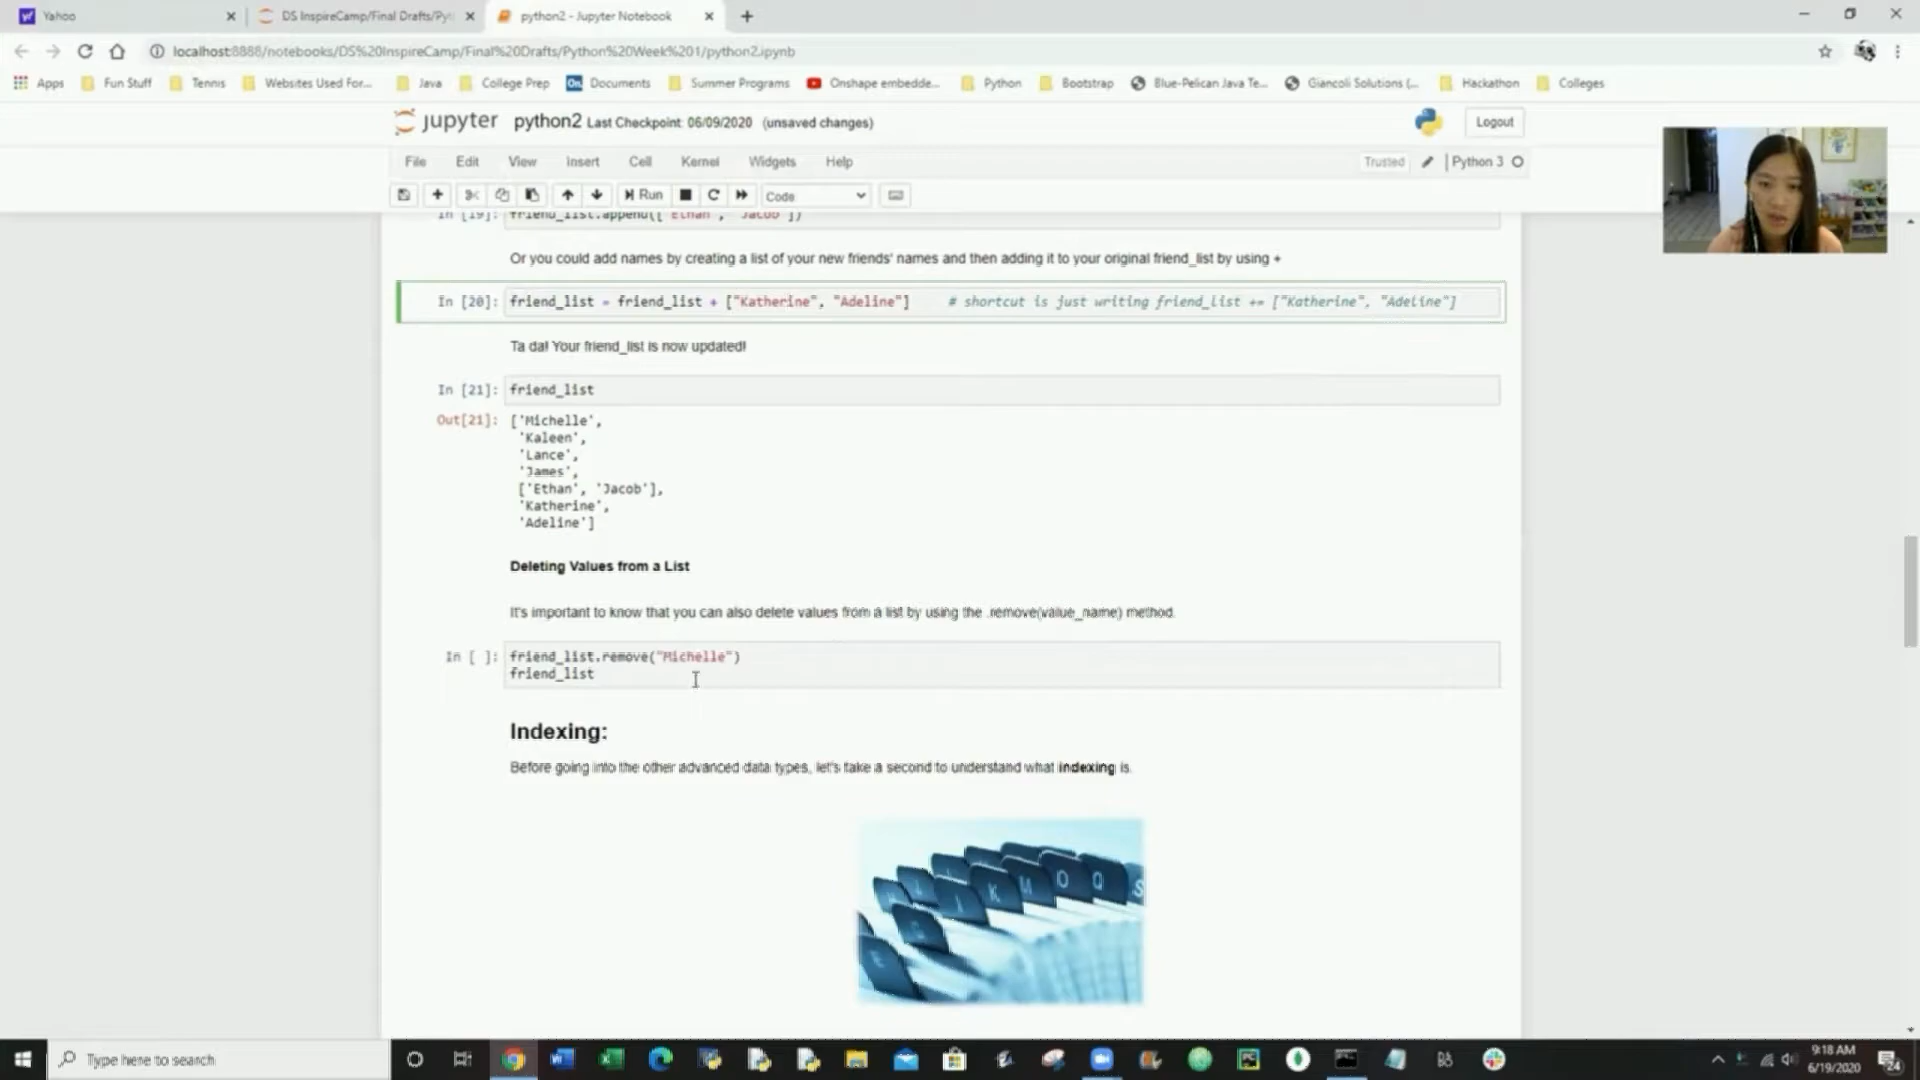 Yahoo
DS InspireCamp/Final Drafts/Pyt
python2 - Jupyter Notebook
localhost:8888/notebooks/DS%20InspireCamp/Final%20Drafts/Python%20Week%201/python2.ipynb
Apps Fun Stuff Tennis Websites Used For... Java College Prep On Documents Summer Programs Onshape embedde... Python Bootstrap Blue-Pelican Java Te... Giancoli Solutions (... Hackathon Colleges
jupyter python2 Last Checkpoint: 06/09/2020 (unsaved changes)
Logout
File Edit View Insert Cell Kernel Widgets Help
Trusted Python 3
Run Code
In [19]: friend_list.append(['Ethan', 'Jacob'])
Or you could add names by creating a list of your new friends' names and then adding it to your original friend_list by using +
In [20]: friend_list = friend_list + ["Katherine", "Adeline"] # shortcut is just writing friend_list += ["Katherine", "Adeline"]
Ta da! Your friend_list is now updated!
In [21]: friend_list
Out[21]: ['Michelle',
'Kaleen',
'Lance',
'James',
['Ethan', 'Jacob'],
'Katherine',
'Adeline']
Deleting Values from a List
It's important to know that you can also delete values from a list by using the .remove(value_name) method.
In [ ]: friend_list.remove("Michelle")
friend_list
Indexing:
Before going into the other advanced data types, let's take a second to understand what indexing is.
I K M O Q S
Type here to search
9:18 AM
6/19/2020
24